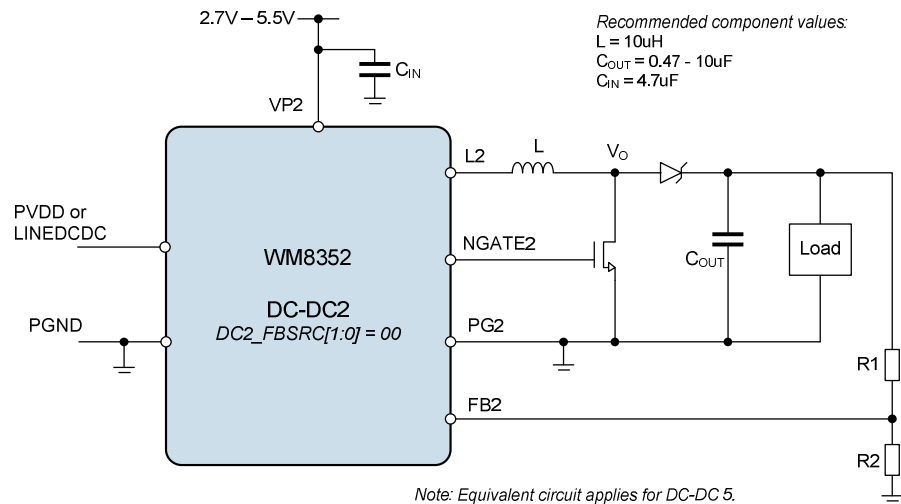 2.7V – 5.5V
Recommended component values:
L = 10uH
COUT = 0.47 - 10uF
CIN = 4.7uF
CIN
VP2
L2
L
VO
PVDD or
LINEDCDC
WM8352
NGATE2
COUT
Load
DC-DC2
DC2_FBSRC[1:0] = 00
PGND
PG2
R1
FB2
R2
Note: Equivalent circuit applies for DC-DC 5.